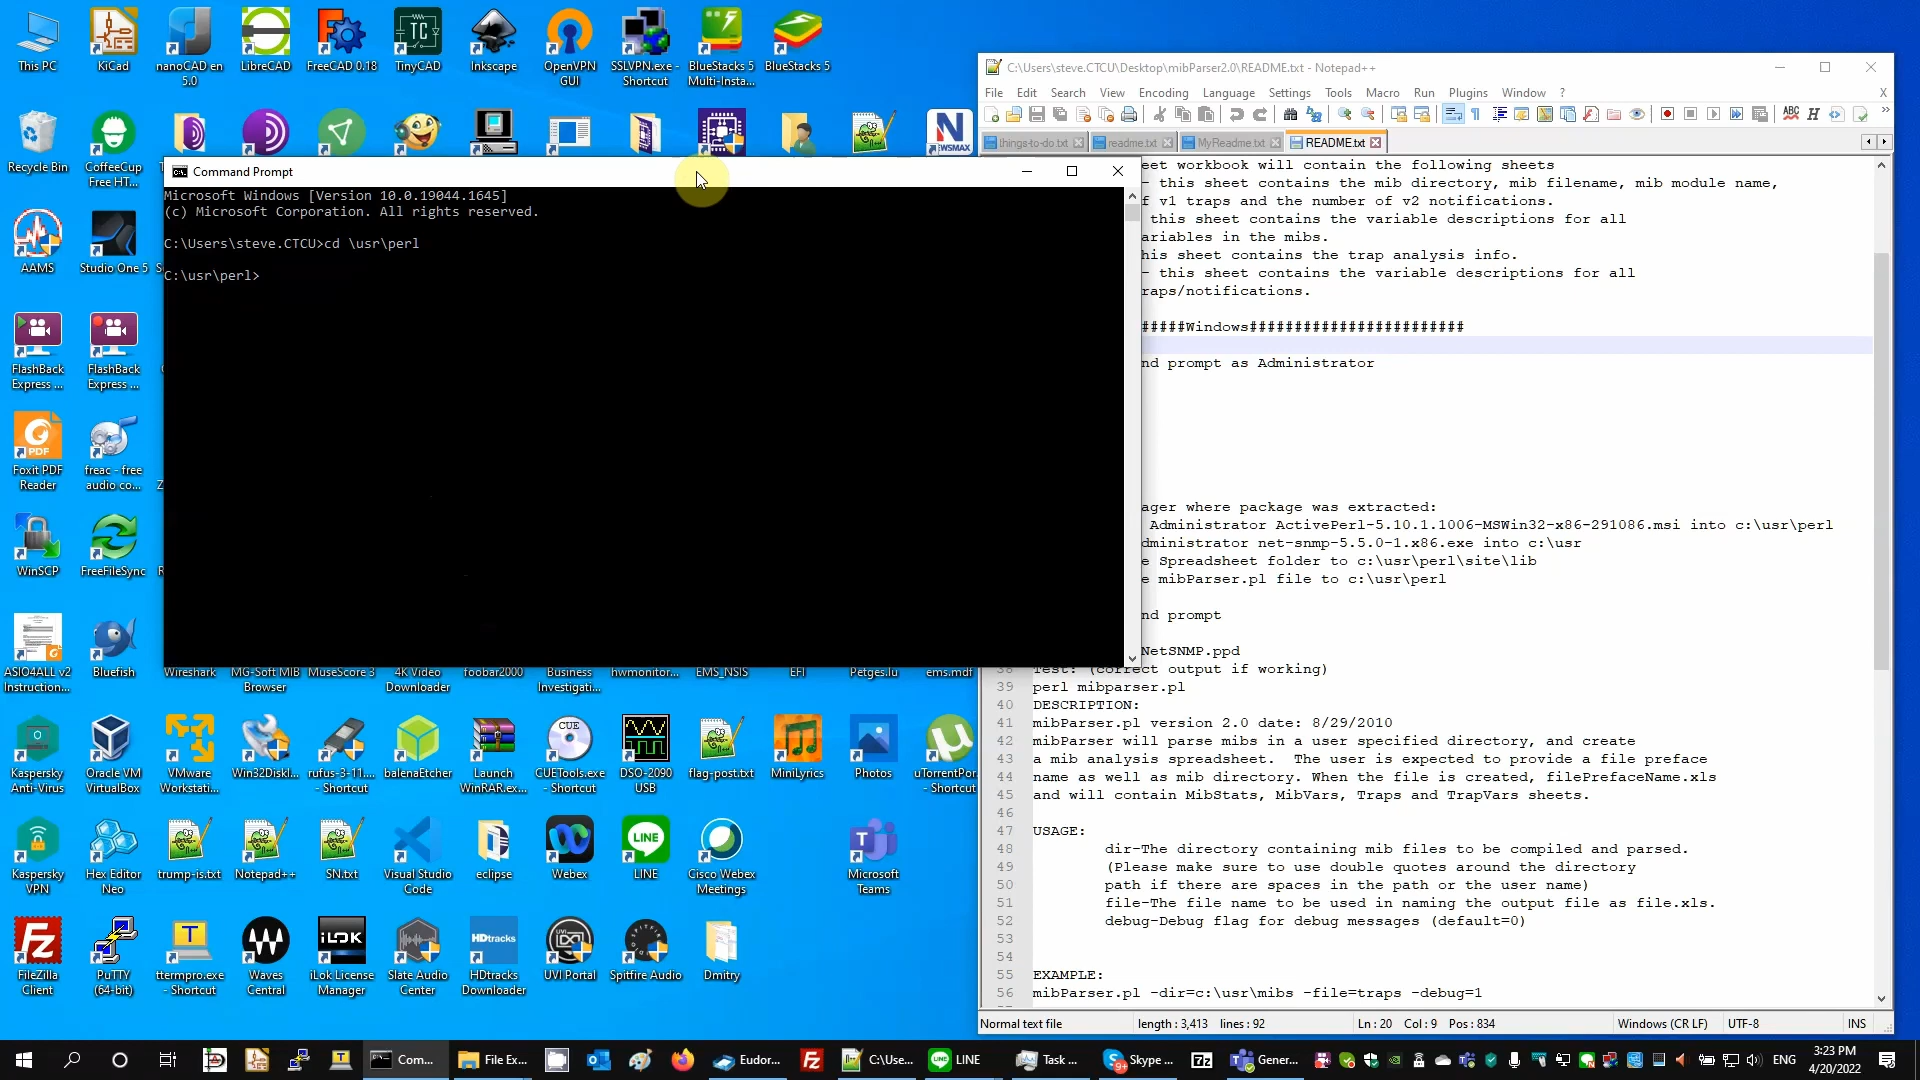 This PC
KiCad
nanoCAD en
5.0
LibreCAD
FreeCAD 0.18
TinyCAD
Inkscape
OpenVPN
GUI
SSLVPN.exe -
Shortcut
BlueStacks 5
Multi-Insta...
BlueStacks 5
Recycle Bin
CoffeeCup
Free HT...
AAMS
Studio One 5
FlashBack
Express ...
FlashBack
Express ...
Foxit PDF
Reader
freac - free
audio co...
WinSCP
FreeFileSync
ASIO4ALL v2
Instruction...
Bluefish
Wireshark
MG-Soft MIB
Browser
MuseScore 3
4K Video
Downloader
foobar2000
Business
Investigati...
hwmonitor...
EMS_NSIS
EFI
Petges.lu
ems.mdf
Kaspersky
Anti-Virus
Oracle VM
VirtualBox
VMware
Workstati...
Win32DiskI...
rufus-3-11....
- Shortcut
balenaEtcher
Launch
WinRAR.ex...
CUETools.exe
- Shortcut
DSO-2090
USB
flag-post.txt
MiniLyrics
Photos
uTorrentPor...
- Shortcut
Kaspersky
VPN
Hex Editor
Neo
trump-is.txt
Notepad++
SN.txt
Visual Studio
Code
eclipse
Webex
LINE
Cisco Webex
Meetings
Microsoft
Teams
FileZilla
Client
PuTTY
(64-bit)
ttermpro.exe
- Shortcut
Waves
Central
iLok License
Manager
Slate Audio
Center
HDtracks
Downloader
UVI Portal
Spitfire Audio
Dmitry
Command Prompt
Microsoft Windows [Version 10.0.19044.1645]
(c) Microsoft Corporation. All rights reserved.
C:\Users\steve.CTCU>cd \usr\perl
C:\usr\perl>
C:\Users\steve.CTCU\Desktop\mibParser2.0\README.txt - Notepad++
File Edit Search View Encoding Language Settings Tools Macro Run Plugins Window ? X
things-to-do.txt readme.txt MyReadme.txt README.txt
eet workbook will contain the following sheets
- this sheet contains the mib directory, mib filename, mib module name,
f v1 traps and the number of v2 notifications.
this sheet contains the variable descriptions for all
ariables in the mibs.
his sheet contains the trap analysis info.
- this sheet contains the variable descriptions for all
raps/notifications.
#####Windows########################
nd prompt as Administrator
ager where package was extracted:
Administrator ActivePerl-5.10.1.1006-MSWin32-x86-291086.msi into c:\usr\perl
dministrator net-snmp-5.5.0-1.x86.exe into c:\usr
e Spreadsheet folder to c:\usr\perl\site\lib
e mibParser.pl file to c:\usr\perl
nd prompt
NetSNMP.ppd
38 Test: (correct output if working)
39 perl mibparser.pl
40 DESCRIPTION:
41 mibParser.pl version 2.0 date: 8/29/2010
42 mibParser will parse mibs in a user specified directory, and create
43 a mib analysis spreadsheet.  The user is expected to provide a file preface
44 name as well as mib directory. When the file is created, filePrefaceName.xls
45 and will contain MibStats, MibVars, Traps and TrapVars sheets.
46
47 USAGE:
48 dir-The directory containing mib files to be compiled and parsed.
49 (Please make sure to use double quotes around the directory
50 path if there are spaces in the path or the user name)
51 file-The file name to be used in naming the output file as file.xls.
52 debug-Debug flag for debug messages (default=0)
53
54
55 EXAMPLE:
56 mibParser.pl -dir=c:\usr\mibs -file=traps -debug=1
Normal text file length : 3,413 lines : 92 Ln : 20 Col : 9 Pos : 834 Windows (CR LF) UTF-8 INS
Com... File Ex... Eudor... C:\Use... LINE Task ... Skype ... Gener... ENG
3:23 PM
4/20/2022